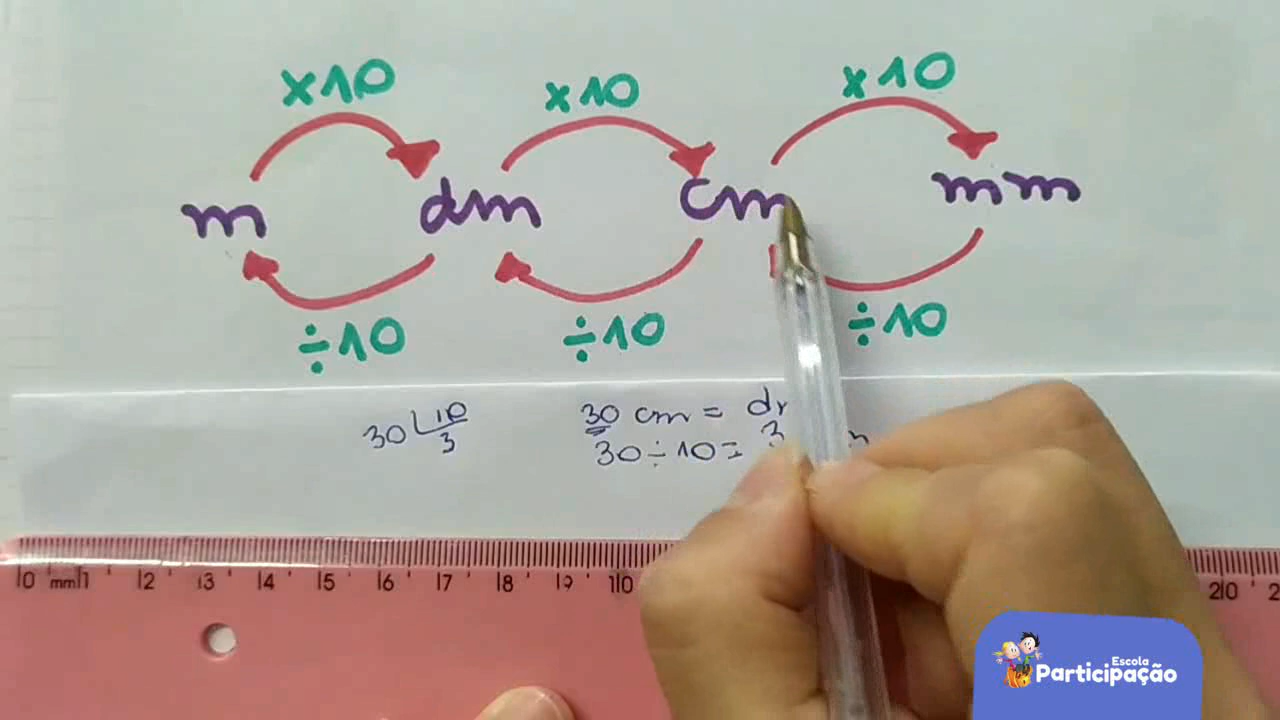 x10 x10 x10
m dm cm mm
÷10 ÷10 ÷10
30 10
3
30 cm =
30 ÷ 10 = 3
0 mm 1 2 3 4 5 6 7 8 9 10 20
Escola
Participação